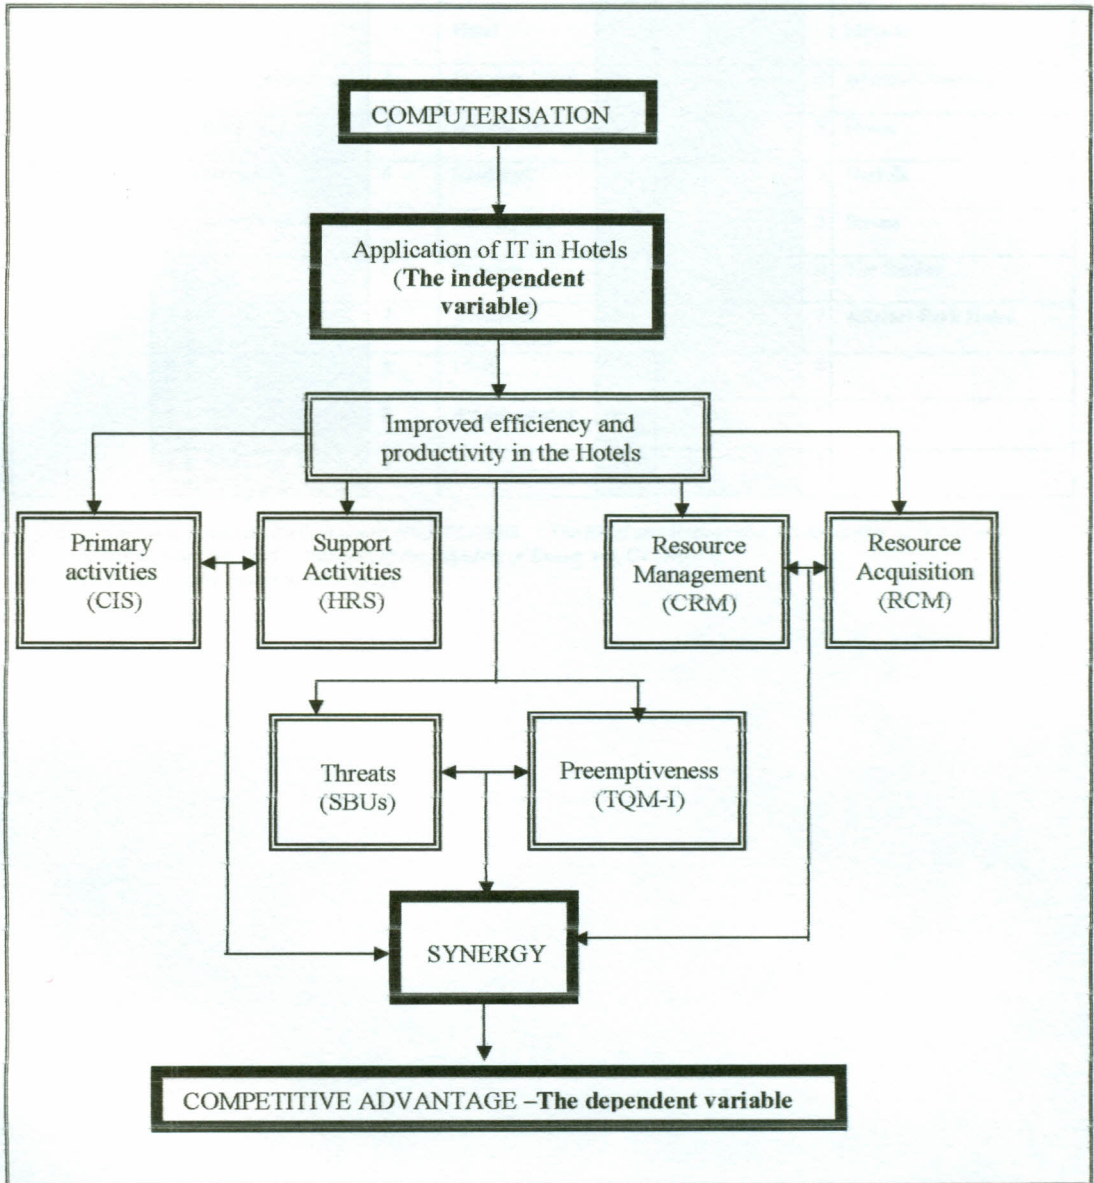 COMPUTERISATION
Application of IT in Hotels
(The independent
variable)
Improved efficiency and
productivity in the Hotels
Primary
activities
(CIS)
Support
Activities
(HRS)
Resource
Management
(CRM)
Resource
Acquisition
(RCM)
Threats
(SBUs)
Preemptiveness
(TQM-I)
SYNERGY
COMPETITIVE ADVANTAGE –The dependent variable